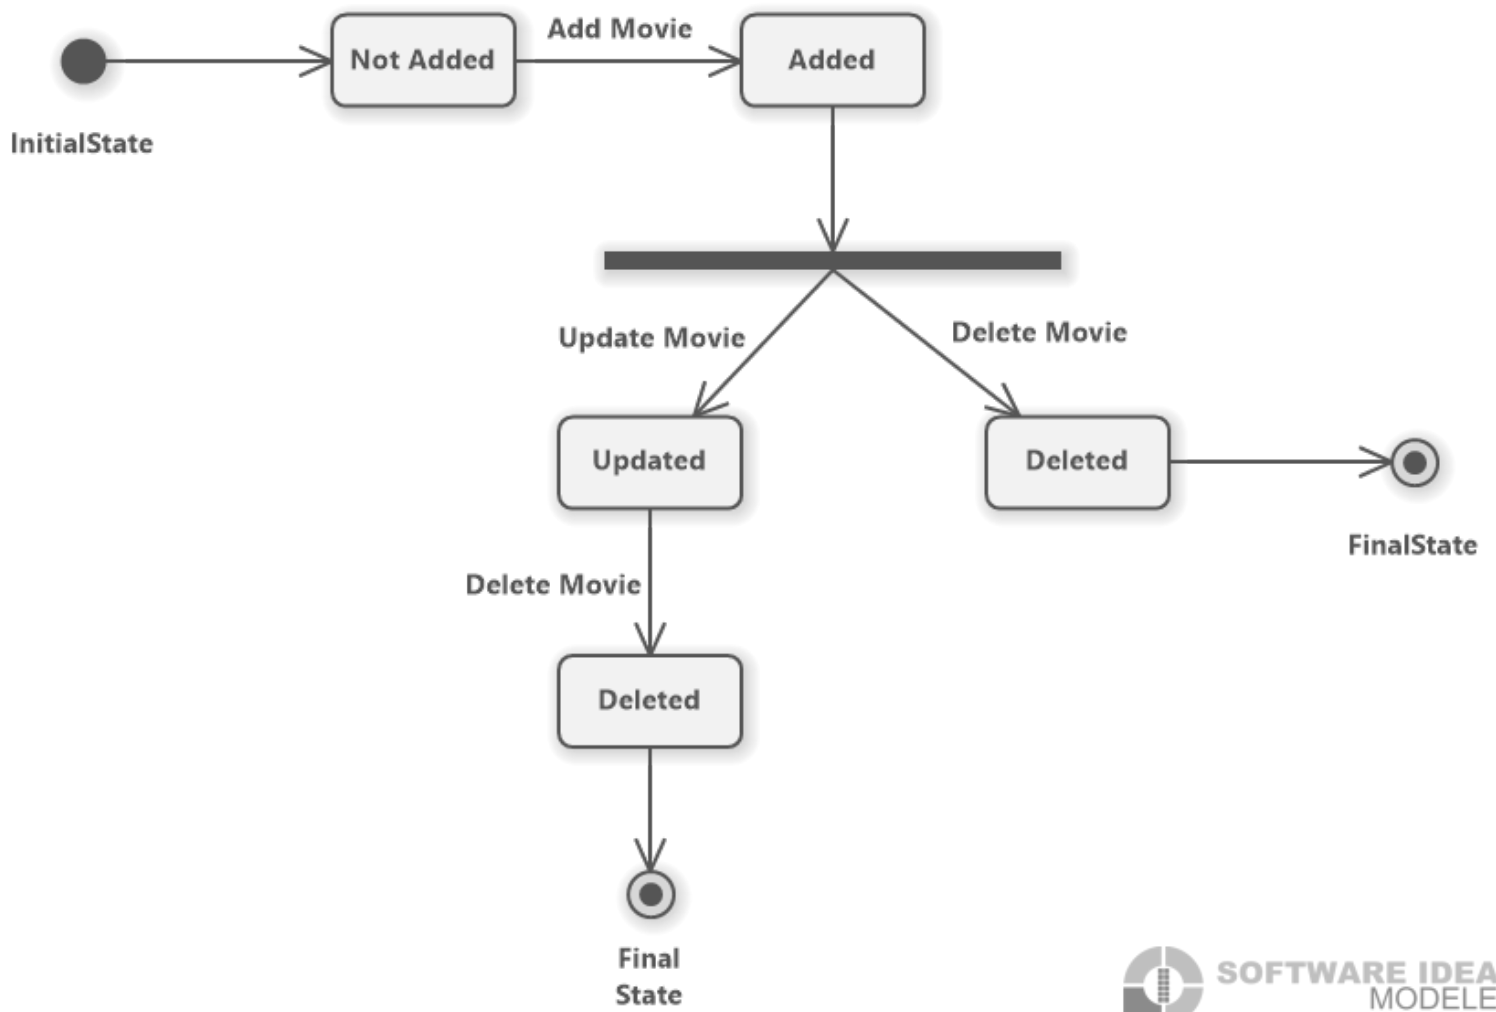 Add Movie
Not Added
Added
InitialState
Update Movie
Delete Movie
Updated
Deleted
FinalState
Delete Movie
Deleted
Final
State
SOFTWARE IDEA
MODELE